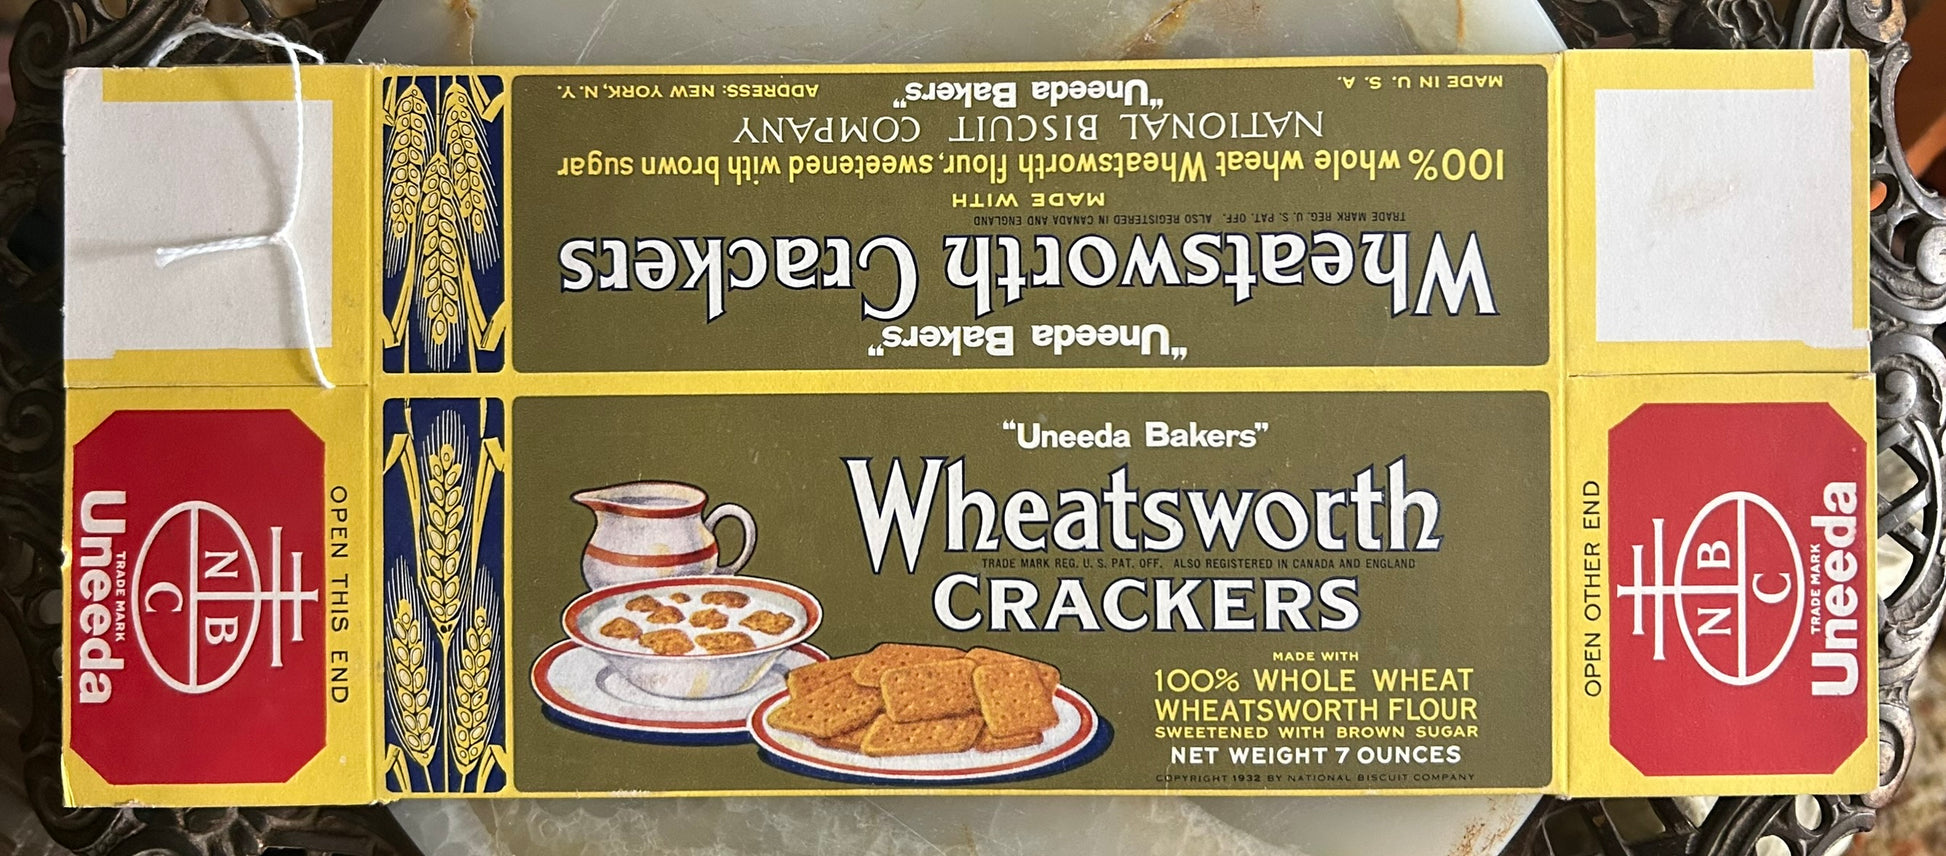 MADE IN U. S. A.
"Uneeda Bakers"
ADDRESS: NEW YORK, N. Y.
NATIONAL BISCUIT COMPANY
100% whole wheat Wheatsworth flour, sweetened with brown sugar
MADE WITH
TRADE MARK REG. U. S. PAT. OFF. ALSO REGISTERED IN CANADA AND ENGLAND
Wheatsworth Crackers
"Uneeda Bakers"
"Uneeda Bakers"
Wheatsworth
TRADE MARK REG. U. S. PAT. OFF. ALSO REGISTERED IN CANADA AND ENGLAND
CRACKERS
MADE WITH
100% WHOLE WHEAT
WHEATSWORTH FLOUR
SWEETENED WITH BROWN SUGAR
NET WEIGHT 7 OUNCES
COPYRIGHT 1932 BY NATIONAL BISCUIT COMPANY
OPEN THIS END
N B
C
TRADE MARK
Uneeda
OPEN OTHER END
N B
C
TRADE MARK
Uneeda